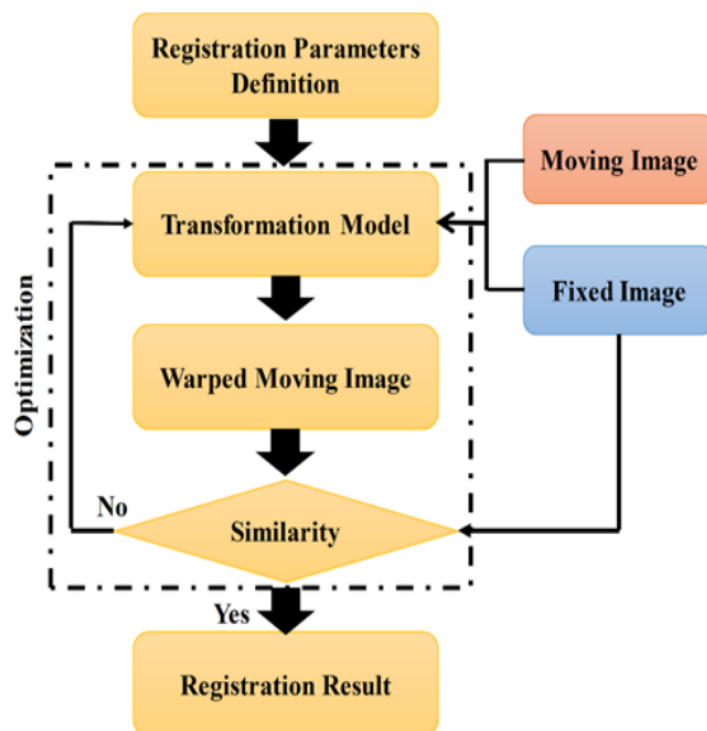 Registration Parameters
Definition
Moving Image
Transformation Model
Fixed Image
Optimization
Warped Moving Image
No
Similarity
Yes
Registration Result